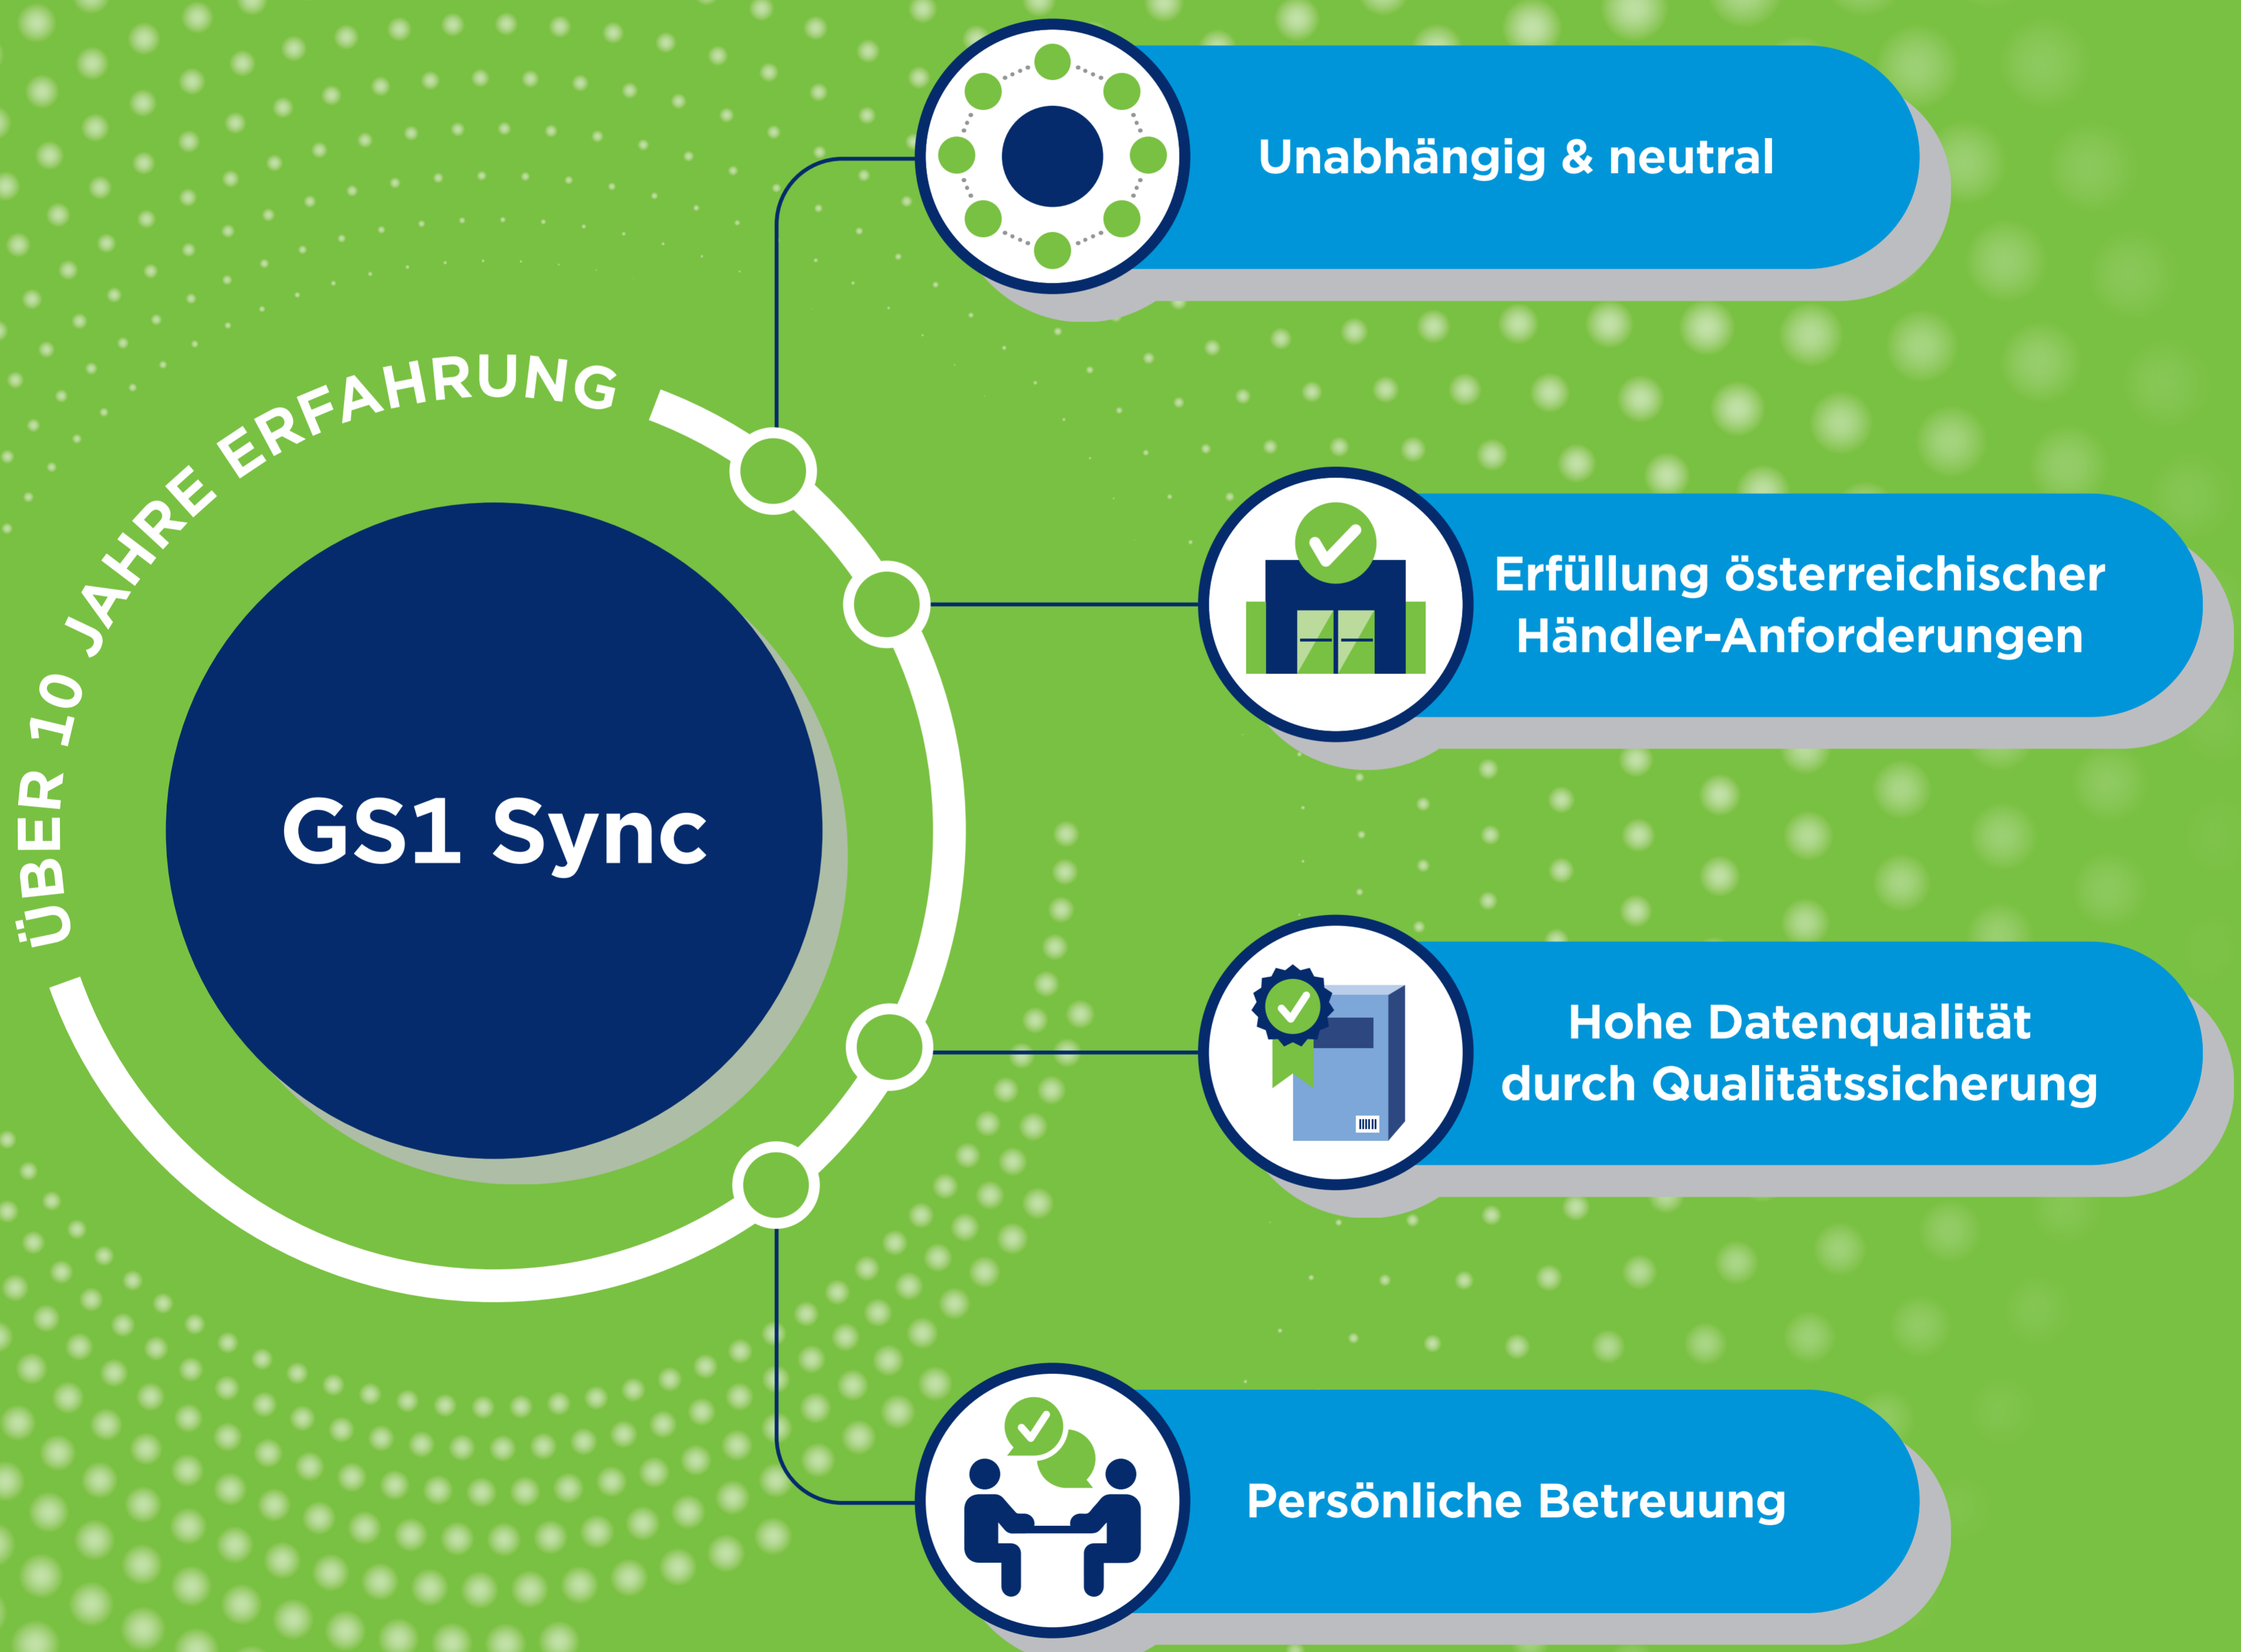 ÜBER 10 JAHRE ERFAHRUNG
GS1 Sync
Unabhängig & neutral
Erfüllung österreichischer
Händler-Anforderungen
Hohe Datenqualität
durch Qualitätssicherung
Persönliche Betreuung